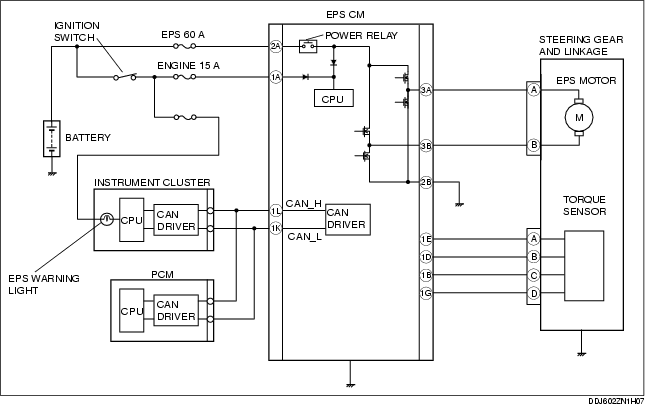 IGNITION
SWITCH
EPS 60 A
ENGINE 15 A
BATTERY
EPS CM
POWER RELAY
2A
1A
CPU
3A
3B
2B
STEERING GEAR
AND LINKAGE
EPS MOTOR
A
M
B
INSTRUMENT CLUSTER
CPU
CAN
DRIVER
1L
CAN_H
1K
CAN_L
CAN
DRIVER
EPS WARNING
LIGHT
PCM
CPU
CAN
DRIVER
1E
1D
1B
1G
TORQUE
SENSOR
A
B
C
D
DDJ602ZN1H07